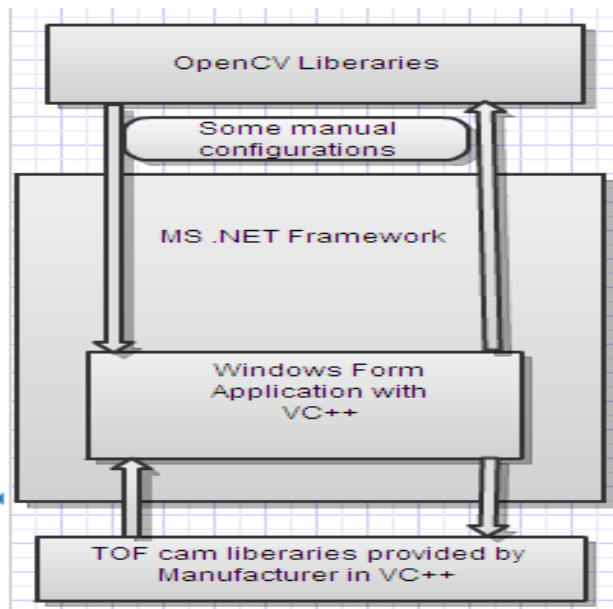 OpenCV Liberaries
Some manual
configurations
MS .NET Framework
Windows Form
Application with
VC++
TOF cam liberaries provided by
Manufacturer in VC++